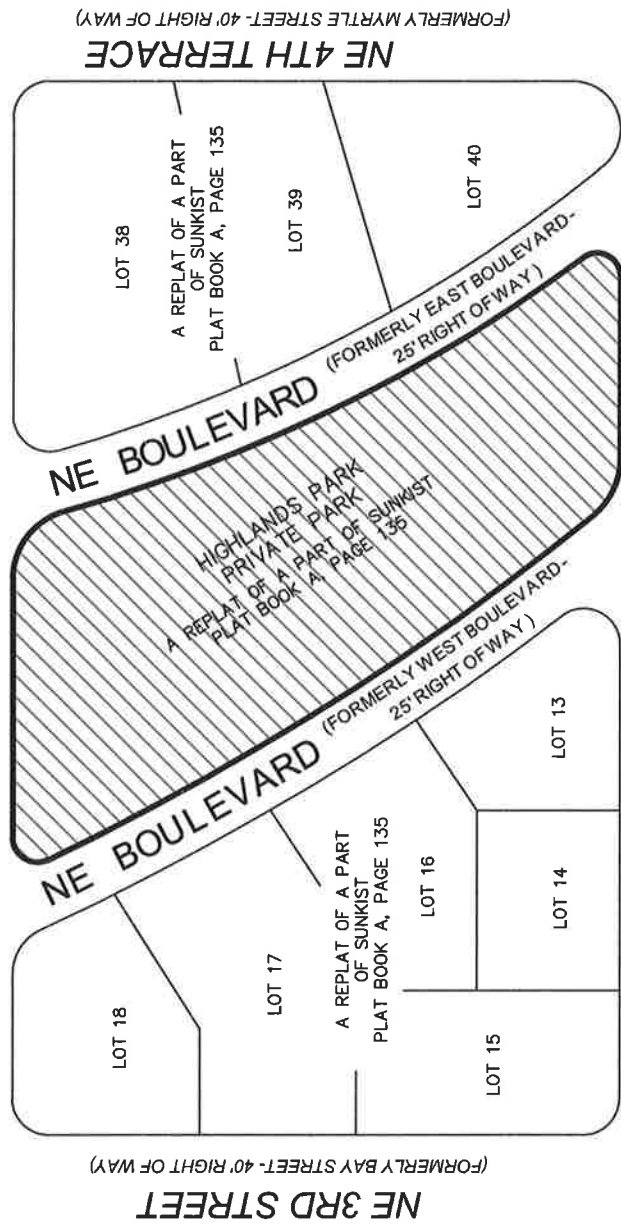 NE 4TH TERRACE
(FORMERLY MYRTLE STREET- 40' RIGHT OF WAY)
LOT 38
A REPLAT OF A PART
OF SUNKIST
PLAT BOOK A, PAGE 135
LOT 39
LOT 40
NE BOULEVARD
(FORMERLY EAST BOULEVARD-
25' RIGHT OF WAY)
HIGHLANDS PARK
PRIVATE PARK
A REPLAT OF A PART OF SUNKIST
PLAT BOOK A, PAGE 135
NE BOULEVARD
(FORMERLY WEST BOULEVARD-
25' RIGHT OF WAY)
LOT 18
LOT 17
A REPLAT OF A PART
OF SUNKIST
PLAT BOOK A, PAGE 135
LOT 16
LOT 13
LOT 14
LOT 15
(FORMERLY BAY STREET- 40' RIGHT OF WAY)
NE 3RD STREET